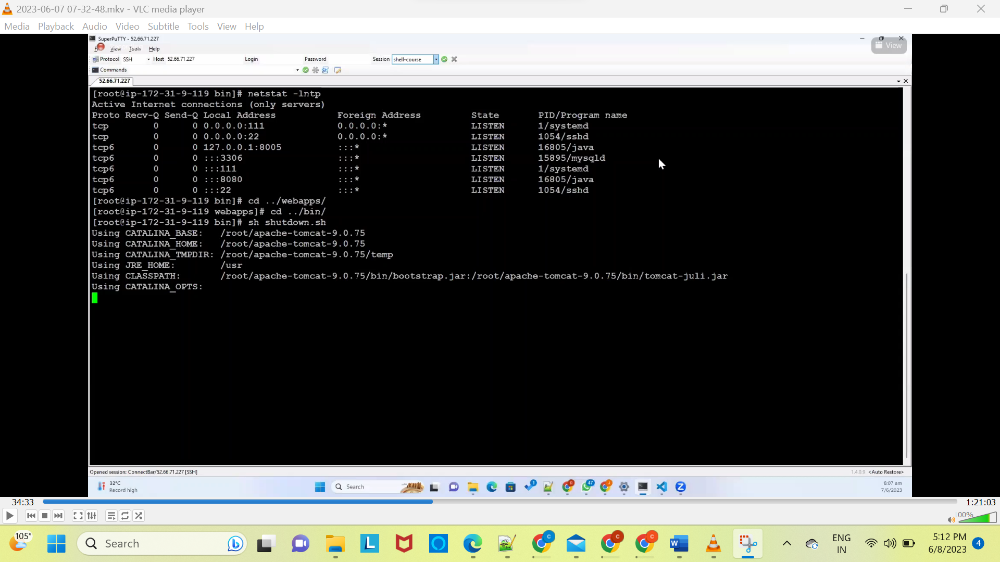 2023-06-07 07-32-48.mkv - VLC media player
Media Playback Audio Video Subtitle Tools View Help
SuperPuTTY - 52.66.71.227
View Tools Help
View
Protocol SSH Host 52.66.71.227 Login Password Session shell-course
Commands
52.66.71.227
[root@ip-172-31-9-119 bin]# netstat -lntp
Active Internet connections (only servers)
Proto Recv-Q Send-Q Local Address Foreign Address State PID/Program name
tcp 0 0 0.0.0.0:111 0.0.0.0:* LISTEN 1/systemd
tcp 0 0 0.0.0.0:22 0.0.0.0:* LISTEN 1054/sshd
tcp6 0 0 127.0.0.1:8005 :::* LISTEN 16805/java
tcp6 0 0 :::3306 :::* LISTEN 15895/mysqld
tcp6 0 0 :::111 :::* LISTEN 1/systemd
tcp6 0 0 :::8080 :::* LISTEN 16805/java
tcp6 0 0 :::22 :::* LISTEN 1054/sshd
[root@ip-172-31-9-119 bin]# cd ../webapps/
[root@ip-172-31-9-119 webapps]# cd ../bin/
[root@ip-172-31-9-119 bin]# sh shutdown.sh
Using CATALINA_BASE: /root/apache-tomcat-9.0.75
Using CATALINA_HOME: /root/apache-tomcat-9.0.75
Using CATALINA_TMPDIR: /root/apache-tomcat-9.0.75/temp
Using JRE_HOME: /usr
Using CLASSPATH: /root/apache-tomcat-9.0.75/bin/bootstrap.jar:/root/apache-tomcat-9.0.75/bin/tomcat-juli.jar
Using CATALINA_OPTS:
Opened session: ConnectBar/52.66.71.227 [SSH] 1.4.0.9 <Auto Restore>
32°C
Record high
Search
1
47
8:07 am
7/6/2023
34:33 1:21:03
100%
105°
Search
L
C
C
C
W
ENG
IN
5:12 PM
6/8/2023
4